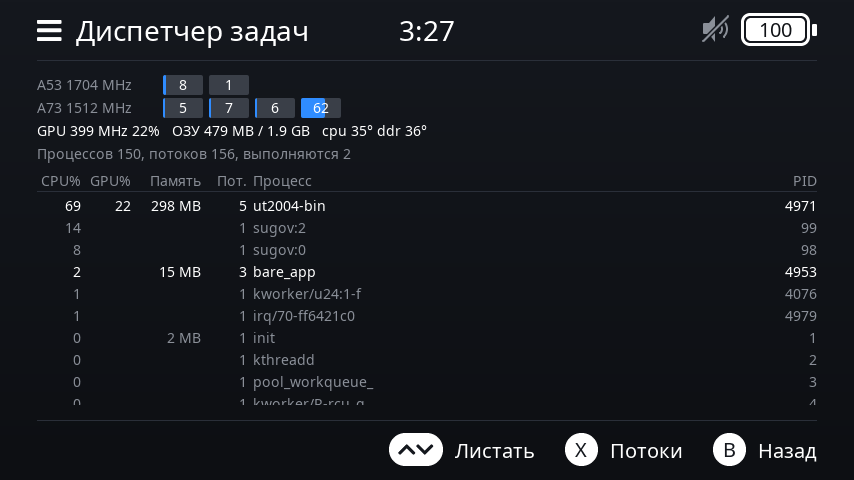 Диспетчер задач 3:27 100
A53 1704 MHz 8 1
A73 1512 MHz 5 7 6 62
GPU 399 MHz 22% ОЗУ 479 MB / 1.9 GB cpu 35° ddr 36°
Процессов 150, потоков 156, выполняются 2
CPU% GPU% Память Пот. Процесс PID
69 22 298 MB 5 ut2004-bin 4971
14 1 sugov:2 99
8 1 sugov:0 98
2 15 MB 3 bare_app 4953
1 1 kworker/u24:1-f 4076
1 1 irq/70-ff6421c0 4979
0 2 MB 1 init 1
0 1 kthreadd 2
0 1 pool_workqueue_ 3
0 1 kworker/R-rcu_g 4
Листать X Потоки B Назад